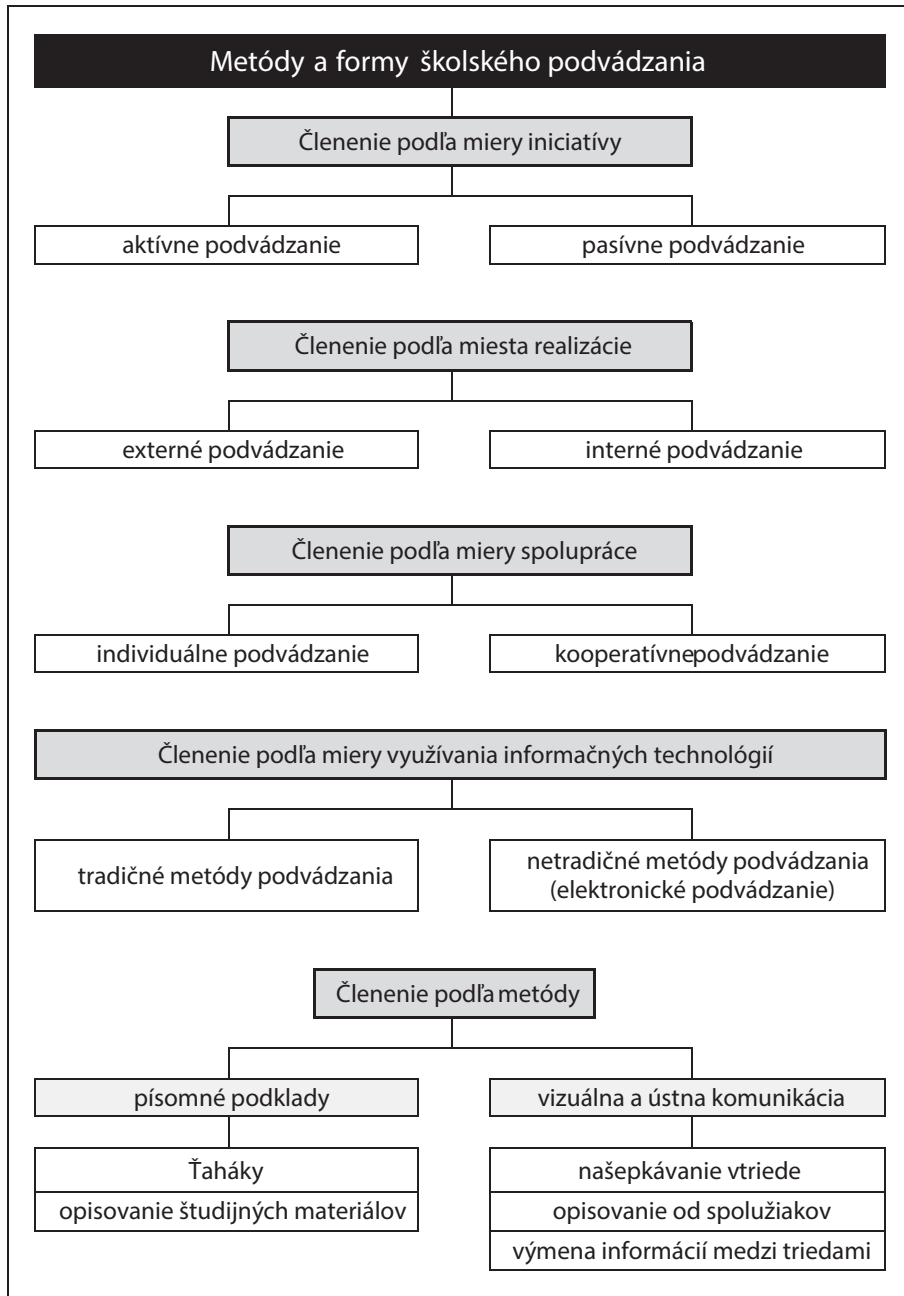 Metódy a formy školského podvádzania
Členenie podľa miery iniciatívy
aktívne podvádzanie
pasívne podvádzanie
Členenie podľa miesta realizácie
externé podvádzanie
interné podvádzanie
Členenie podľa miery spolupráce
individuálne podvádzanie
kooperatívnepodvádzanie
Členenie podľa miery využívania informačných technológií
tradičné metódy podvádzania
netradičné metódy podvádzania
(elektronické podvádzanie)
Členenie podľa metódy
písomné podklady
vizuálna a ústna komunikácia
Ťaháky
opisovanie študijných materiálov
našepkávanie vtriede
opisovanie od spolužiakov
výmena informácií medzi triedami